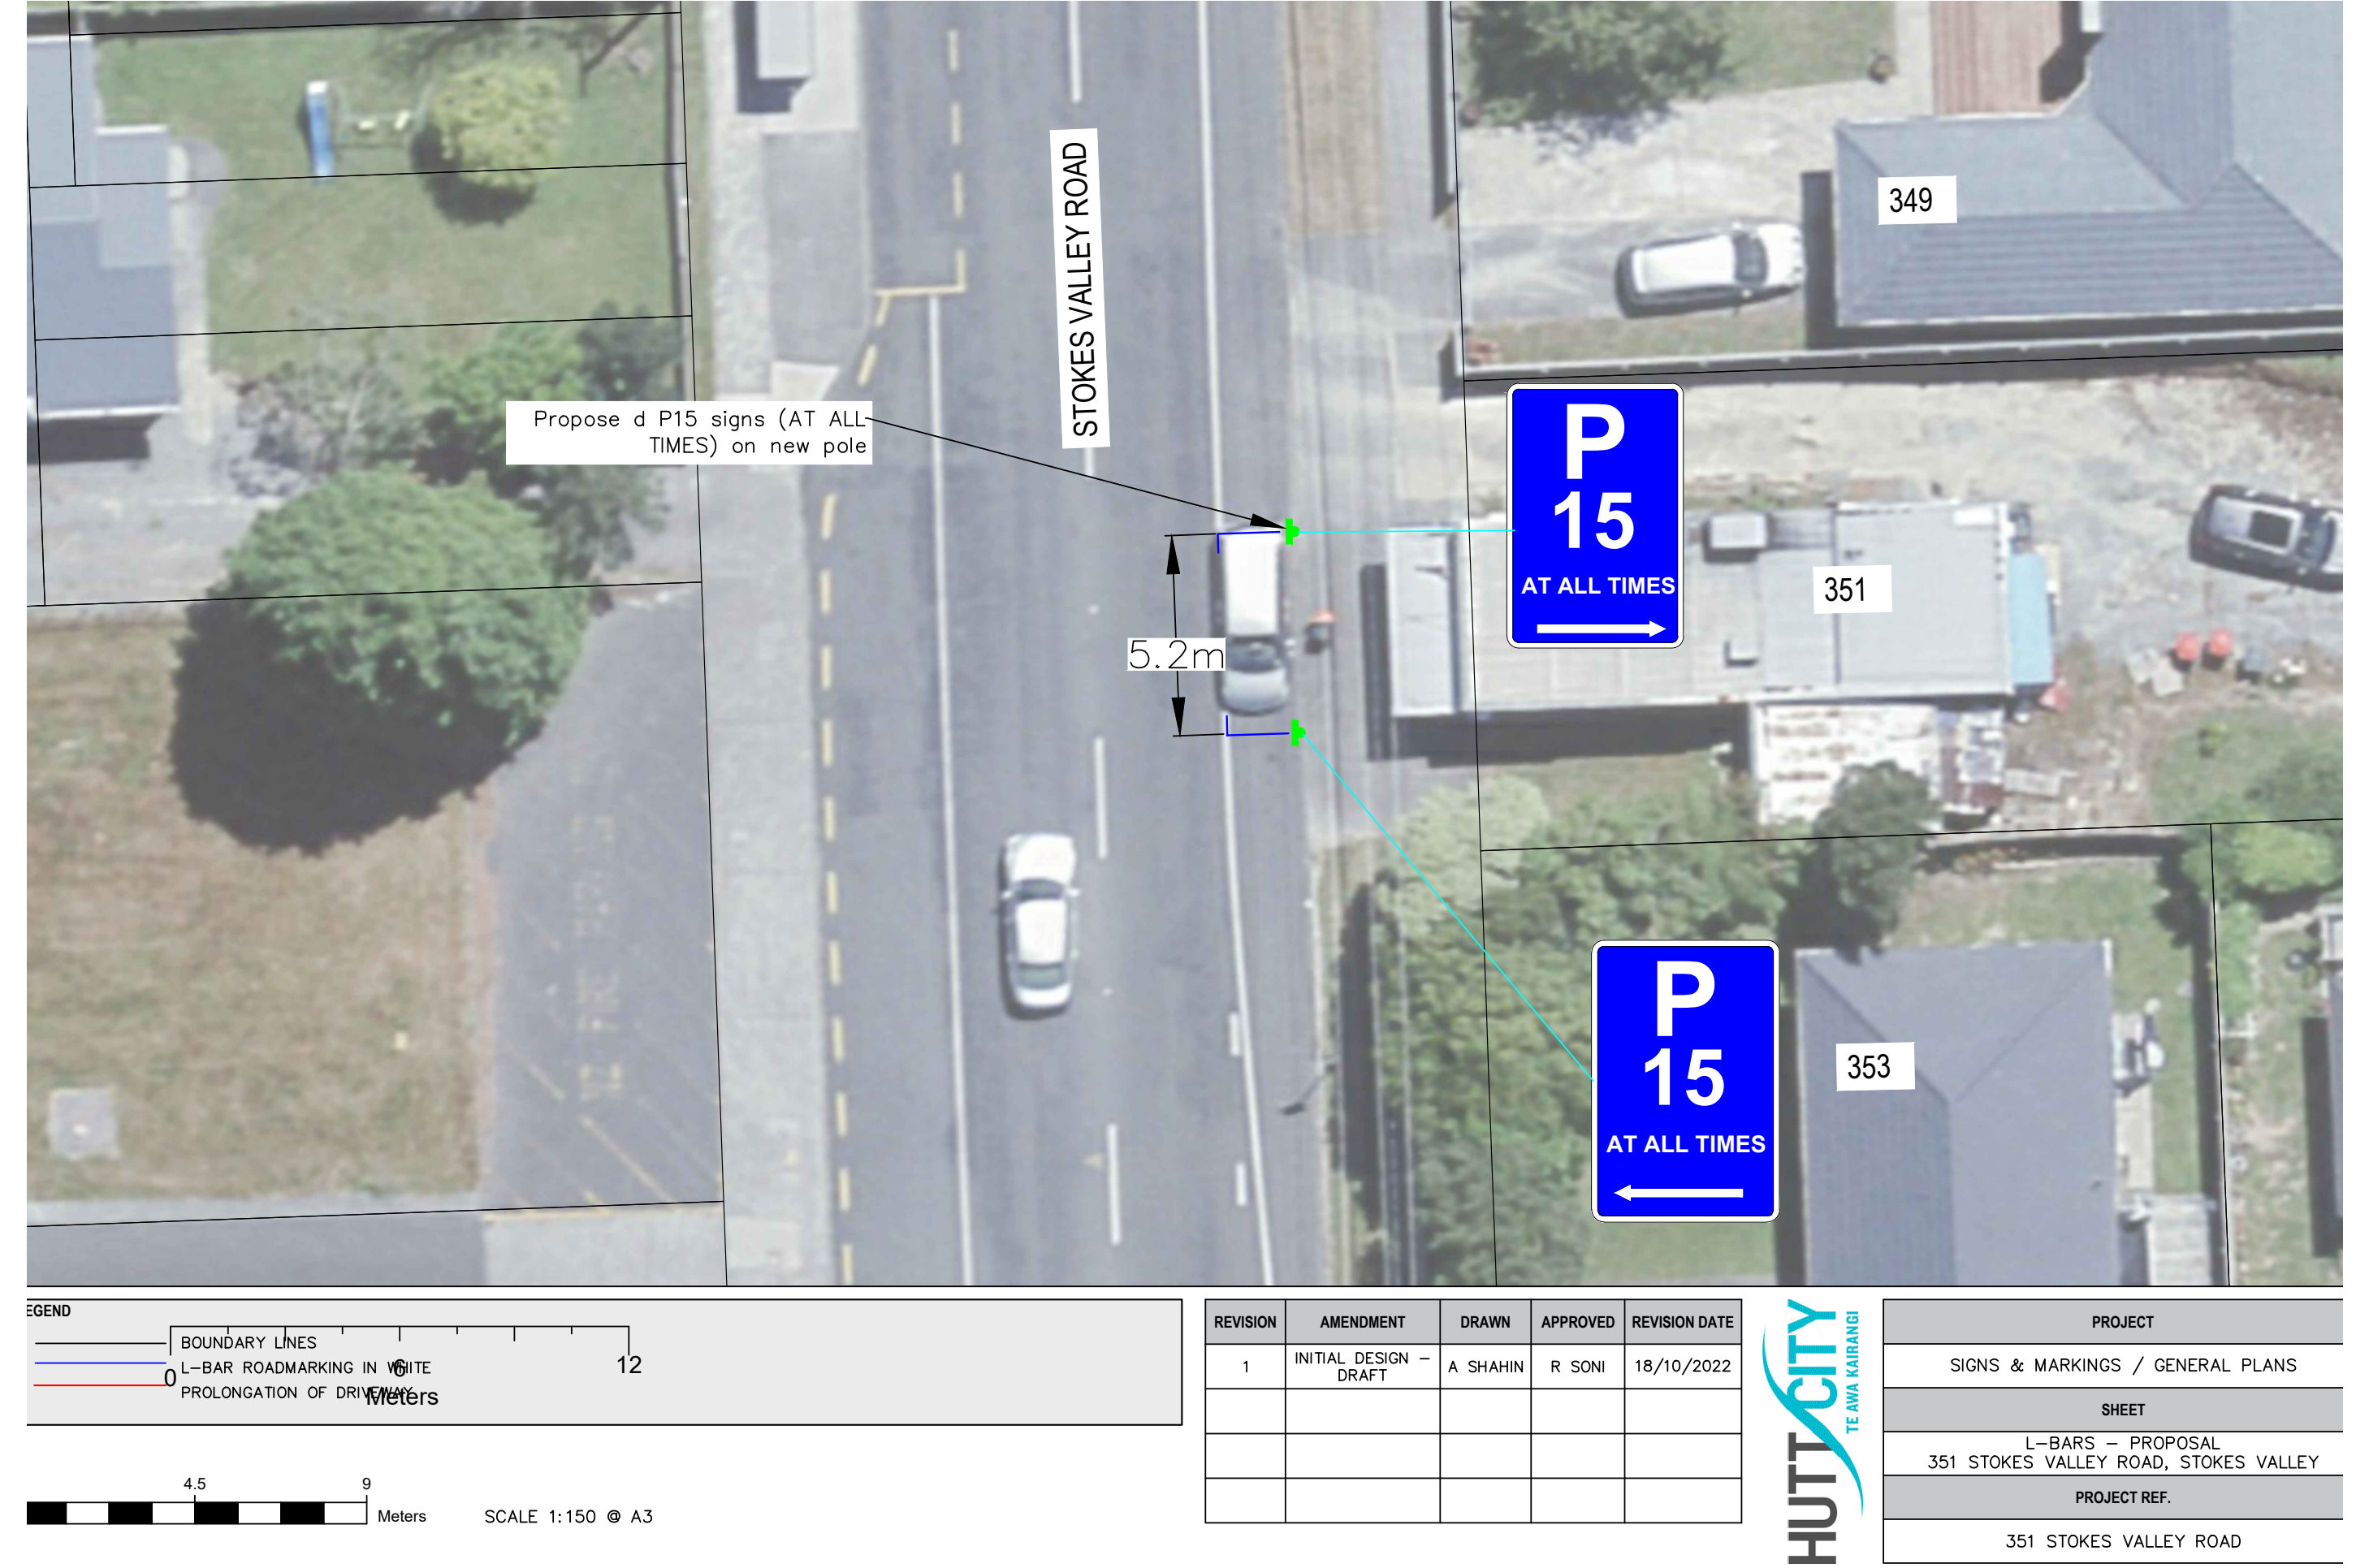 STOKES VALLEY ROAD
349
Propose d P15 signs (AT ALL
TIMES) on new pole
P
15
AT ALL TIMES
351
5.2m
P
15
AT ALL TIMES
353
EGEND
BOUNDARY LINES
L-BAR ROADMARKING IN WHITE
PROLONGATION OF DRIVEWAY
0 6 12
Meters
4.5 9
Meters
SCALE 1:150 @ A3
REVISION AMENDMENT DRAWN APPROVED REVISION DATE
1 INITIAL DESIGN - DRAFT A SHAHIN R SONI 18/10/2022
HUTT CITY
TE AWA KAIRANGI
PROJECT
SIGNS & MARKINGS / GENERAL PLANS
SHEET
L-BARS - PROPOSAL
351 STOKES VALLEY ROAD, STOKES VALLEY
PROJECT REF.
351 STOKES VALLEY ROAD